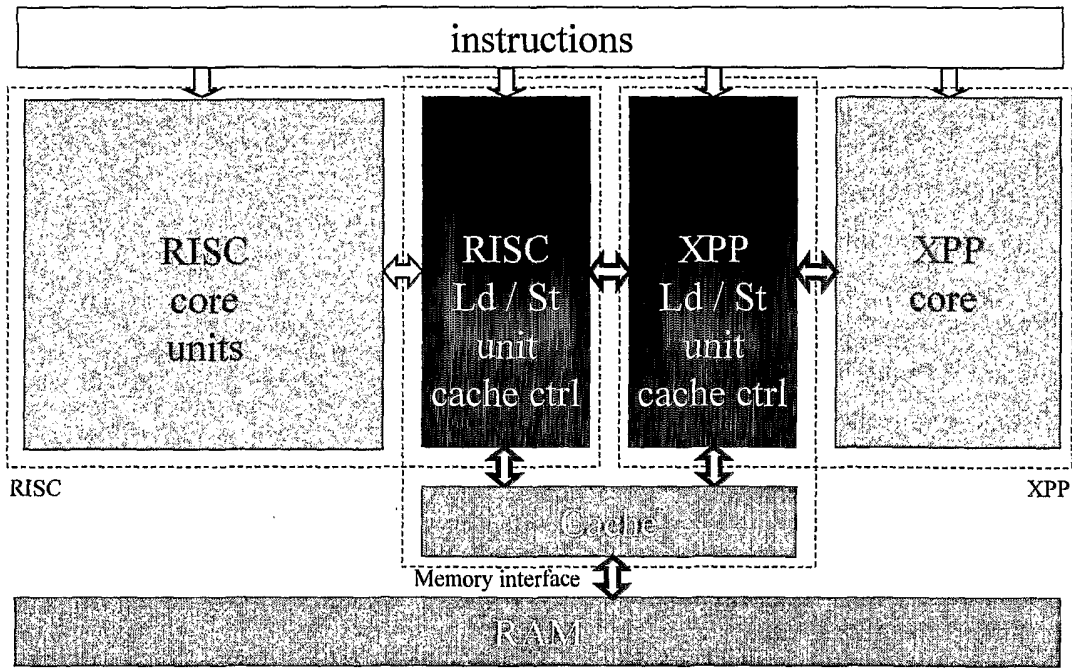 instructions
RISC
core
units
RISC
Ld / St
unit
cache ctrl
XPP
Ld / St
unit
cache ctrl
XPP
core
RISC
XPP
Cache
Memory interface
RAM